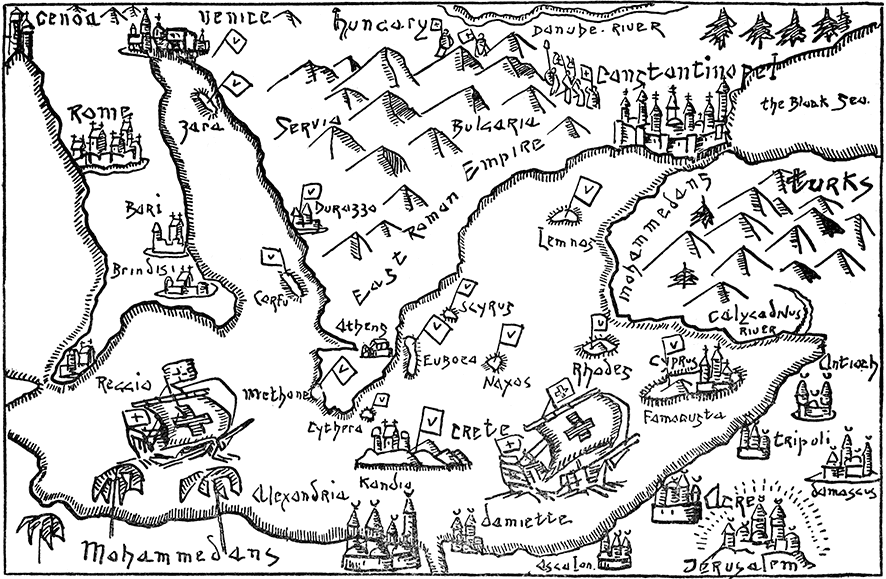 Genoa
Venice
Hungary
Danube. River
Constantinopel
the Black Sea.
Zara
Rome
Servia
Bulgaria
East Roman Empire
Mohammedans
Turks
Bari
Durazzo
Lemnos
Brindisi
Corfu
Scyrus
Calycadnus
River
Athens
Euboea
Naxos
Rhodes
Cyprus
Antioch
Reggio
Methone
Famagusta
Cythera
Crete
Tripoli
Kandia
Damascus
Alexandria
Damiette
Acre
Mohammedans
Ascalon.
Jerusalem
V
V
V
V
V
V
V
V
V
V
V
V
V